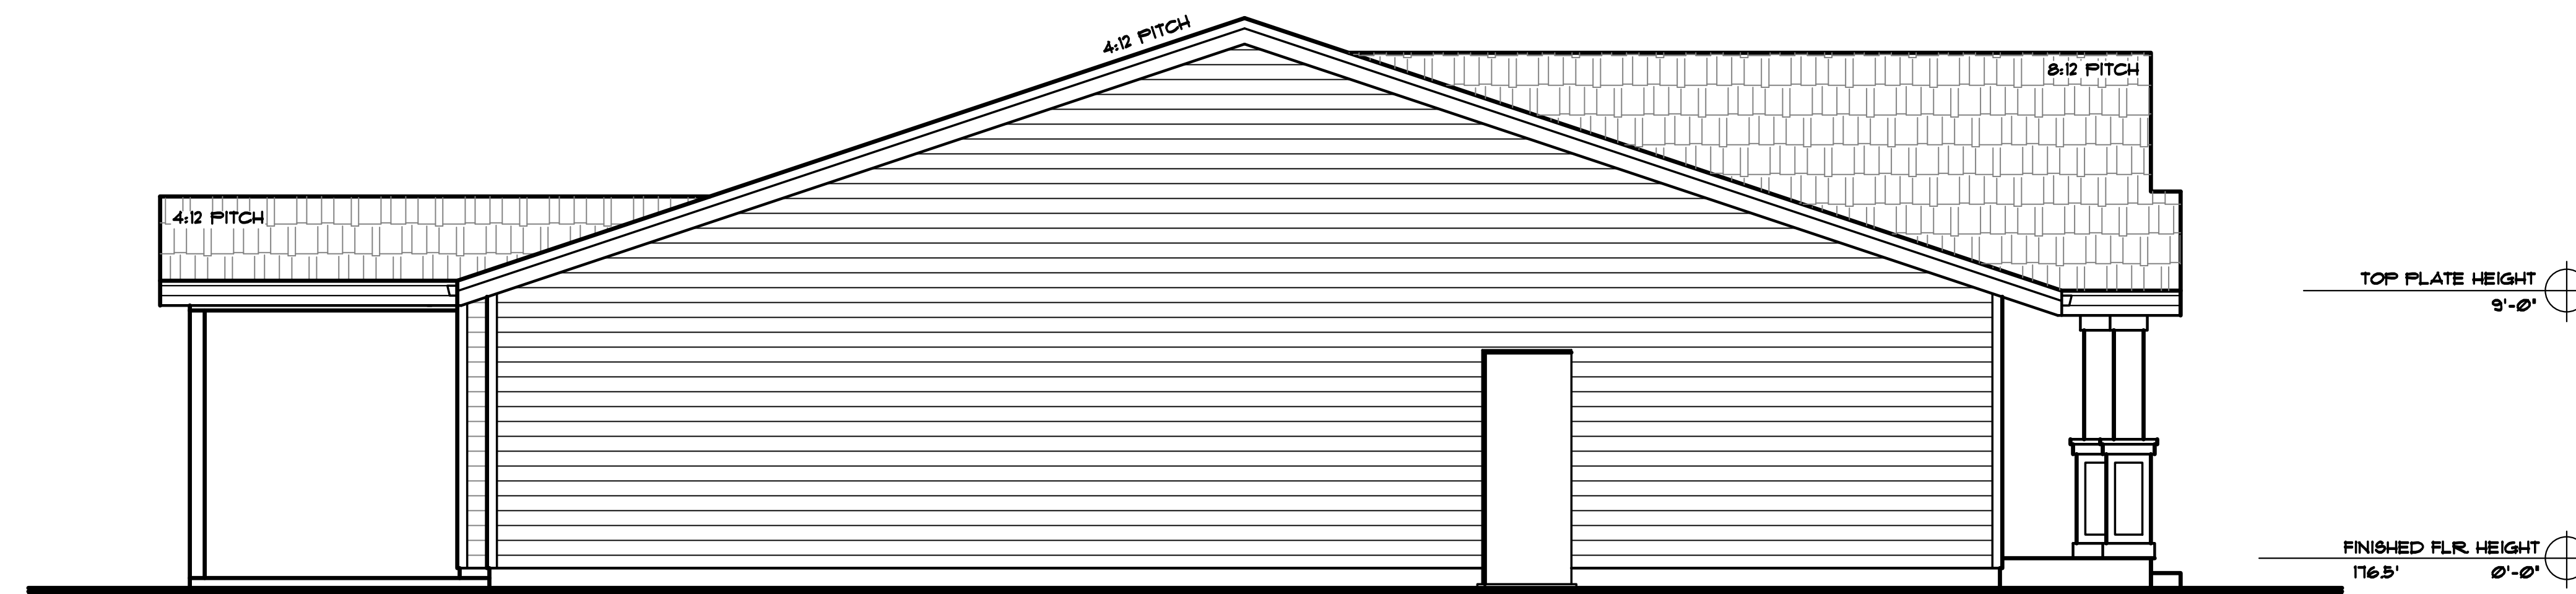 4:12 PITCH
8:12 PITCH
4:12 PITCH
TOP PLATE HEIGHT
9'-0"
FINISHED FLR. HEIGHT
176.5' 0'-0"